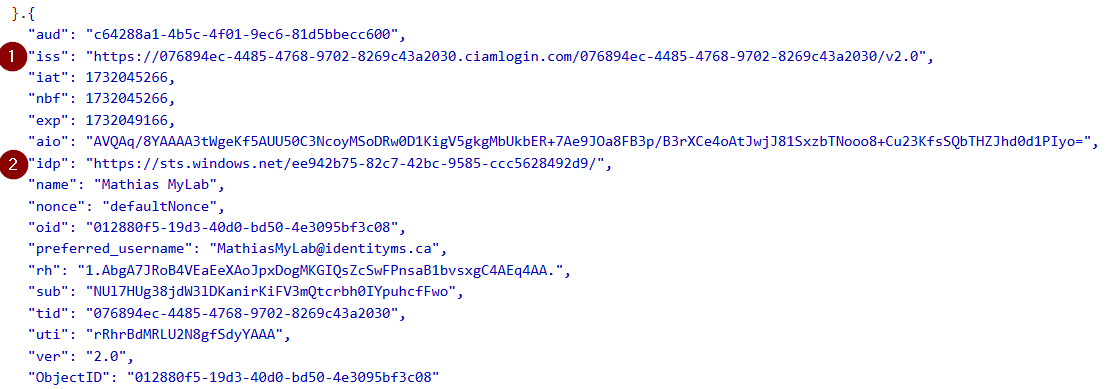 }.{
"aud": "c64288a1-4b5c-4f01-9ec6-81d5bbecc600",
1 "iss": "https://076894ec-4485-4768-9702-8269c43a2030.ciamlogin.com/076894ec-4485-4768-9702-8269c43a2030/v2.0",
"iat": 1732045266,
"nbf": 1732045266,
"exp": 1732049166,
"aio": "AVQAq/8YAAAA3tWgeKf5AUU50C3NcoyMSoDRw0D1KigV5gkgMbUkbER+7Ae9JOa8FB3p/B3rXCe4oAtJwjJ81SxzbTNooo8+Cu23KfsSQbTHZJhd0d1PIyo=",
2 "idp": "https://sts.windows.net/ee942b75-82c7-42bc-9585-ccc5628492d9/",
"name": "Mathias MyLab",
"nonce": "defaultNonce",
"oid": "012880f5-19d3-40d0-bd50-4e3095bf3c08",
"preferred_username": "MathiasMyLab@identityms.ca",
"rh": "1.AbgA7JRoB4VEaEeXAoJpxDogMKGIQsZcSwFPnsaB1bvsxgC4AEq4AA.",
"sub": "NUl7HUg38jdW3lDKanirKiFV3mQtcrbh0IYpuhcfFwo",
"tid": "076894ec-4485-4768-9702-8269c43a2030",
"uti": "rRhrBdMRLU2N8gfSdyYAAA",
"ver": "2.0",
"ObjectID": "012880f5-19d3-40d0-bd50-4e3095bf3c08"